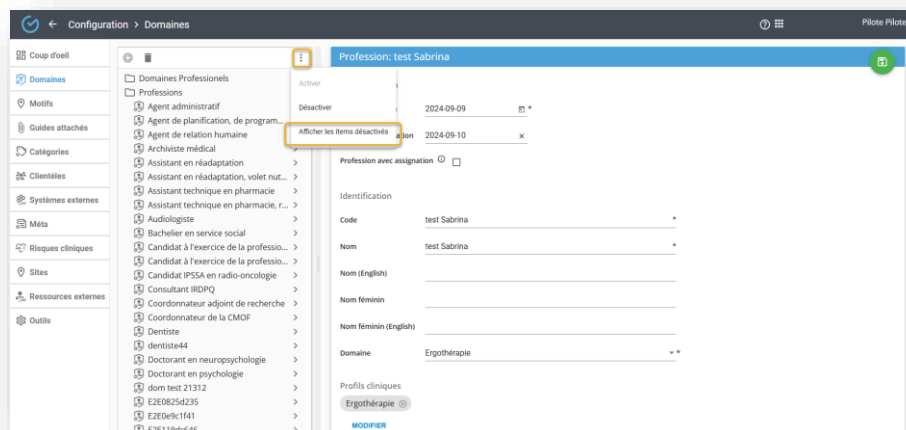 Configuration > Domaines
Pilote Pilote
Coup d'oeil
Domaines
Motifs
Guides attachés
Catégories
Clientèles
Systèmes externes
Méta
Risques cliniques
Sites
Ressources externes
Outils
Domaines Professionels
Professions
Agent administratif
Agent de planification, de program...
Agent de relation humaine
Archiviste médical
Assistant en réadaptation
Assistant en réadaptation, volet nut...
Assistant technique en pharmacie
Assistant technique en pharmacie, r...
Audiologiste
Bachelier en service social
Candidat à l'exercice de la professio...
Candidat à l'exercice de la professio...
Candidat IPSSA en radio-oncologie
Consultant IRDPQ
Coordonnateur adjoint de recherche
Coordonnateur de la CMOF
Dentiste
dentiste44
Doctorant en neuropsychologie
Doctorant en psychologie
dom test 21312
E2E0825d235
E2E0e9c1f41
E2E119dc646
Activer
Désactiver
Afficher les items désactivés
Profession: test Sabrina
2024-09-09 *
ation 2024-09-10 x
Profession avec assignation
Identification
Code test Sabrina *
Nom test Sabrina *
Nom (English)
Nom féminin
Nom féminin (English)
Domaine Ergothérapie *
Profils cliniques
Ergothérapie
MODIFIER